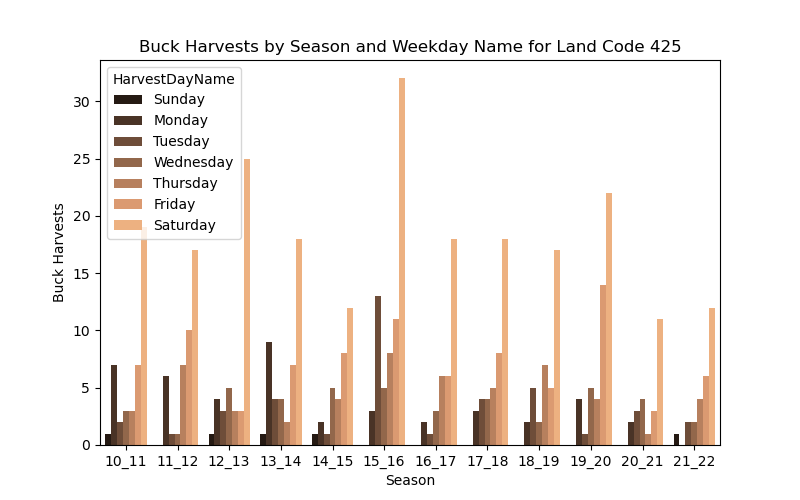 Buck Harvests by Season and Weekday Name for Land Code 425
HarvestDayName
Sunday
Monday
Tuesday
Wednesday
Thursday
Friday
Saturday
30
25
20
15
10
5
0
Buck Harvests
10_11 11_12 12_13 13_14 14_15 15_16 16_17 17_18 18_19 19_20 20_21 21_22
Season